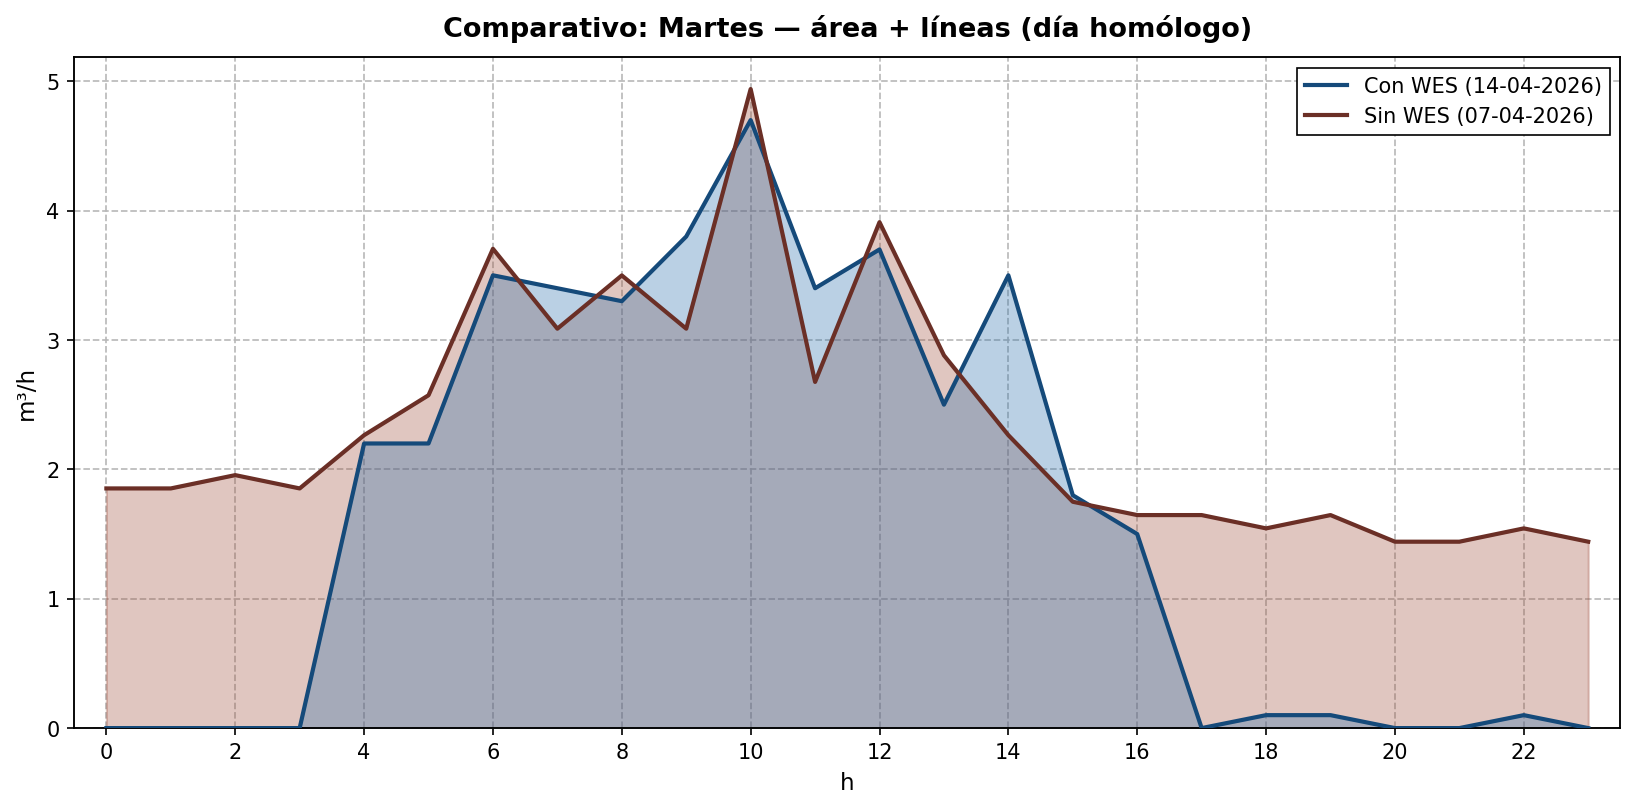 Comparativo: Martes — área + líneas (día homólogo)
Con WES (14-04-2026)
Sin WES (07-04-2026)
m³/h
5
4
3
2
1
0
0 2 4 6 8 10 12 14 16 18 20 22
h